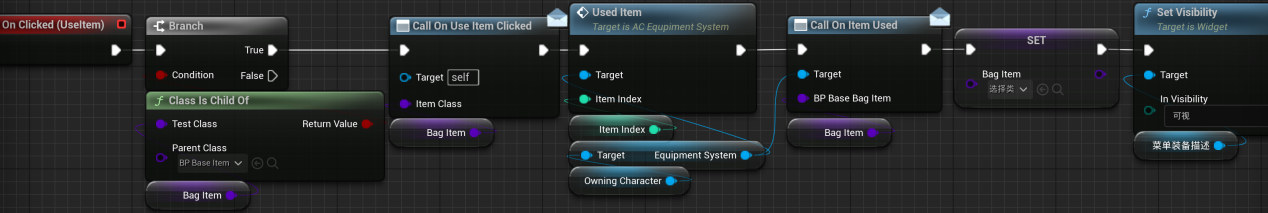 On Clicked (UseItem)
Branch
True
Condition
False
Class Is Child Of
Test Class
Return Value
Parent Class
BP Base Item
Bag Item
Call On Use Item Clicked
Target
self
Item Class
Bag Item
Used Item
Target is AC Equipment System
Target
Item Index
Item Index
Target
Equipment System
Owning Character
Call On Item Used
Target
BP Base Bag Item
Bag Item
SET
Bag Item
选择类
Set Visibility
Target is Widget
Target
In Visibility
可视
菜单装备描述